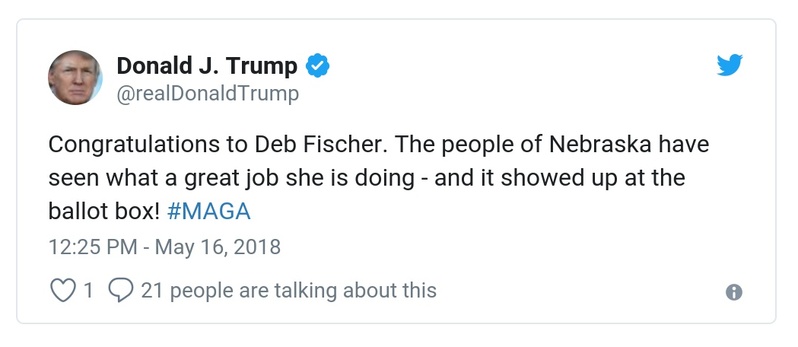 Donald J. Trump
@realDonaldTrump
Congratulations to Deb Fischer. The people of Nebraska have
seen what a great job she is doing - and it showed up at the
ballot box! #MAGA
12:25 PM - May 16, 2018
1 21 people are talking about this